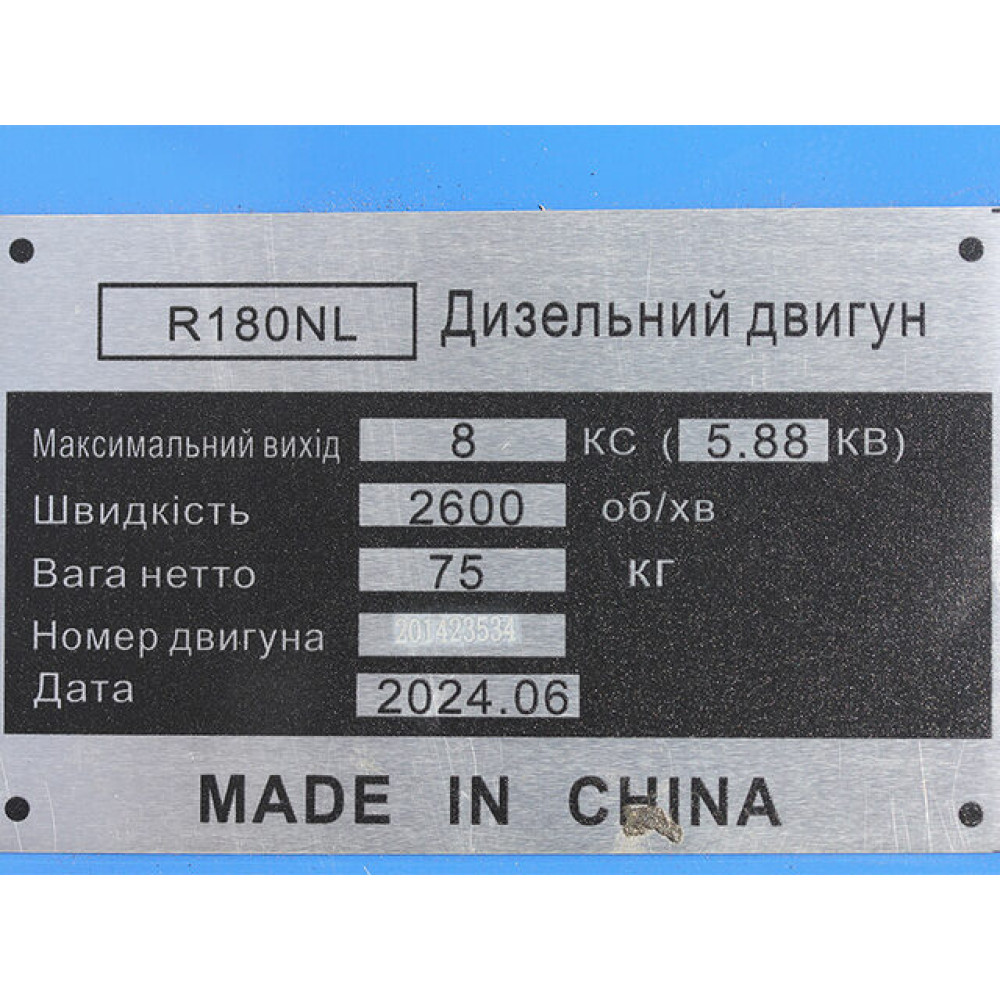 R180NL Дизельний двигун
Максимальний вихід 8 КС ( 5.88 КВ)
Швидкість 2600 об/хв
Вага нетто 75 кг
Номер двигуна 201423534
Дата 2024.06
MADE IN CHINA